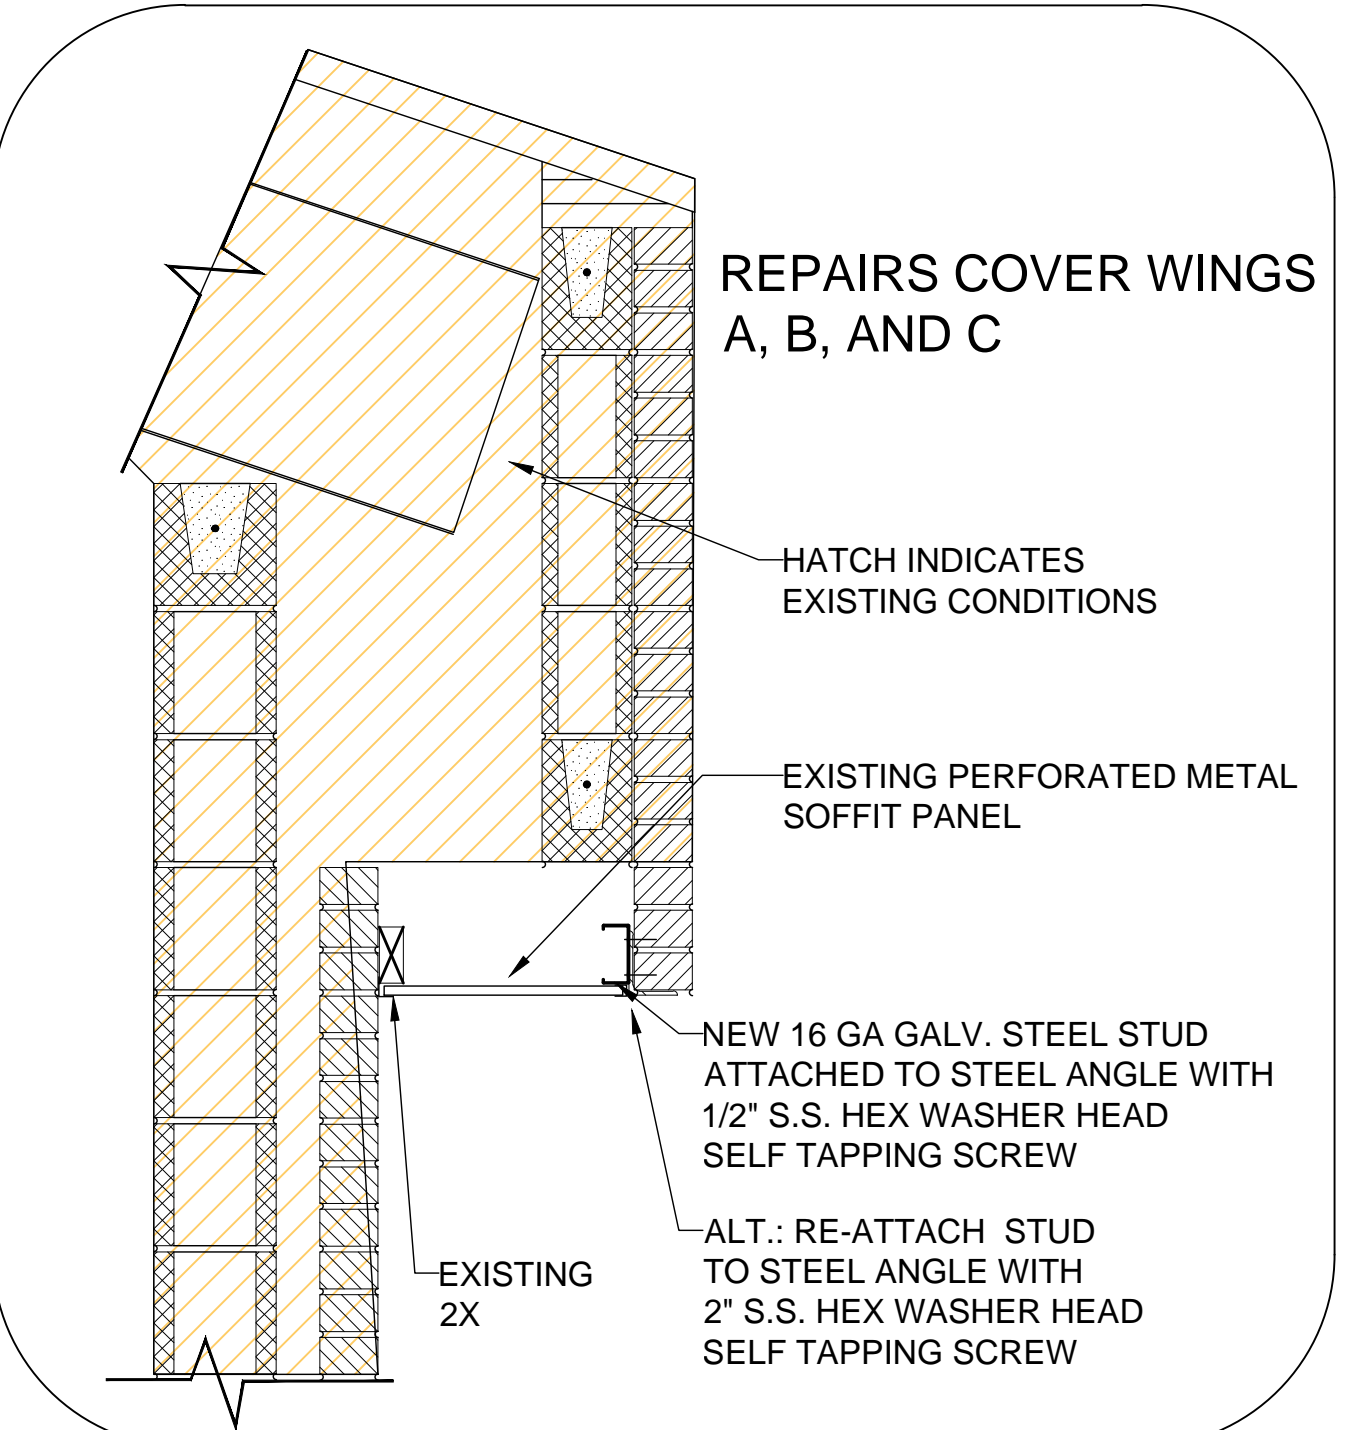 REPAIRS COVER WINGS
A, B, AND C
HATCH INDICATES
EXISTING CONDITIONS
EXISTING PERFORATED METAL
SOFFIT PANEL
NEW 16 GA GALV. STEEL STUD
ATTACHED TO STEEL ANGLE WITH
1/2" S.S. HEX WASHER HEAD
SELF TAPPING SCREW
ALT.: RE-ATTACH STUD
TO STEEL ANGLE WITH
2" S.S. HEX WASHER HEAD
SELF TAPPING SCREW
EXISTING
2X